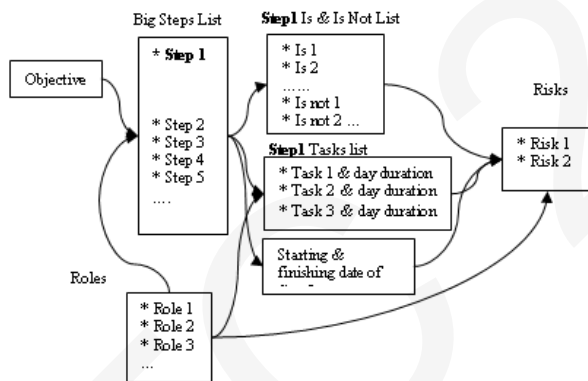 Big Steps List
* Step 1
* Step 2
* Step 3
* Step 4
* Step 5
....
Objective
Step1 Is & Is Not List
* Is 1
* Is 2
......
* Is not 1
* Is not 2 ...
Step1 Tasks list
* Task 1 & day duration
* Task 2 & day duration
* Task 3 & day duration
Starting &
finishing date of
Risks
* Risk 1
* Risk 2
Roles
* Role 1
* Role 2
* Role 3
...